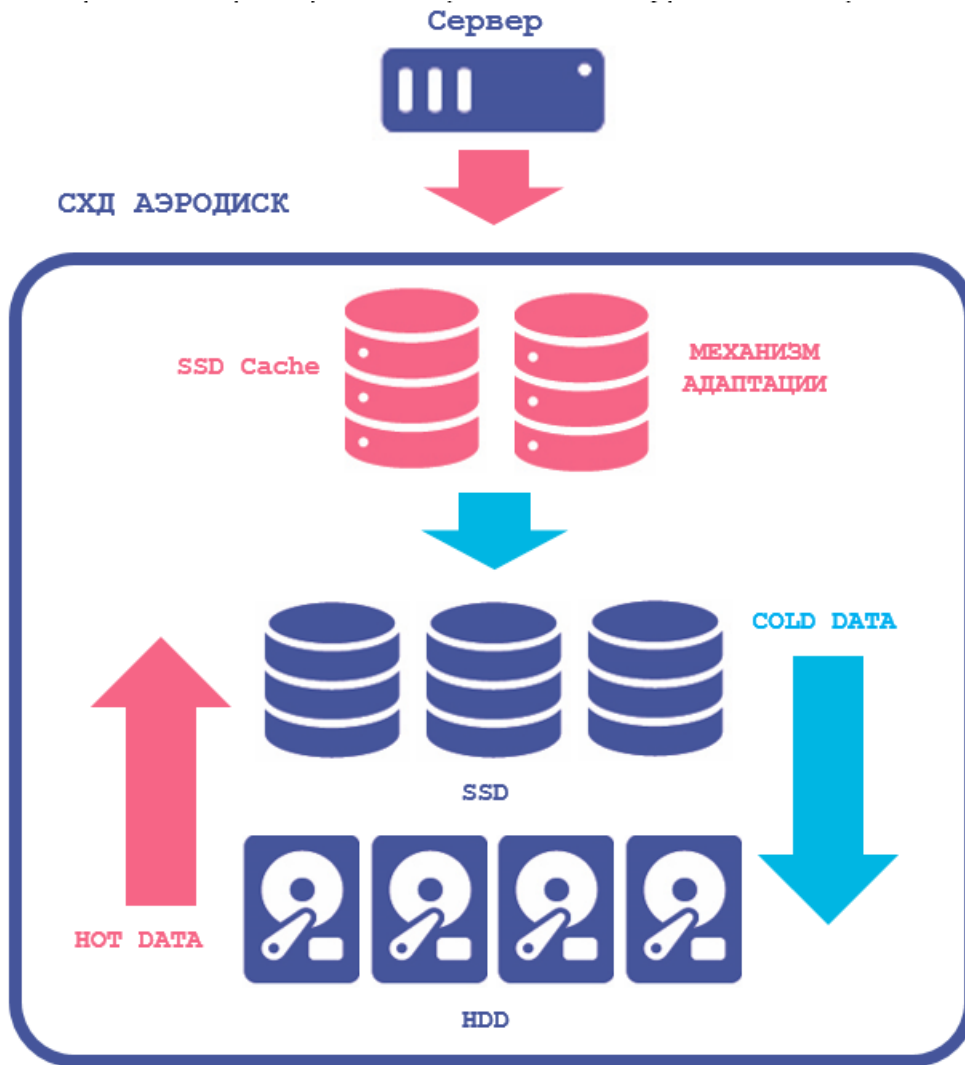 Сервер
СХД АЭРОДИСК
SSD Cache
МЕХАНИЗМ
АДАПТАЦИИ
COLD DATA
SSD
HOT DATA
HDD